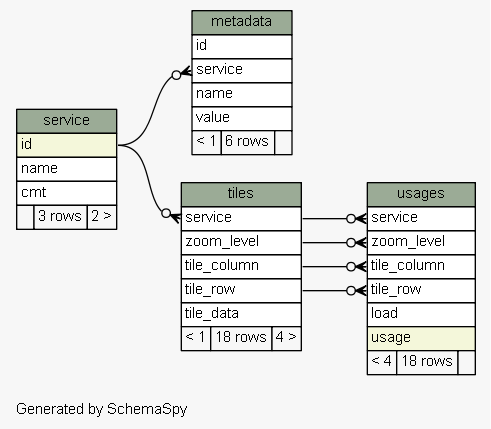 metadata
id
service
name
value
< 1 6 rows
service
id
name
cmt
3 rows 2 >
tiles
service
zoom_level
tile_column
tile_row
tile_data
< 1 18 rows 4 >
usages
service
zoom_level
tile_column
tile_row
load
usage
< 4 18 rows
Generated by SchemaSpy